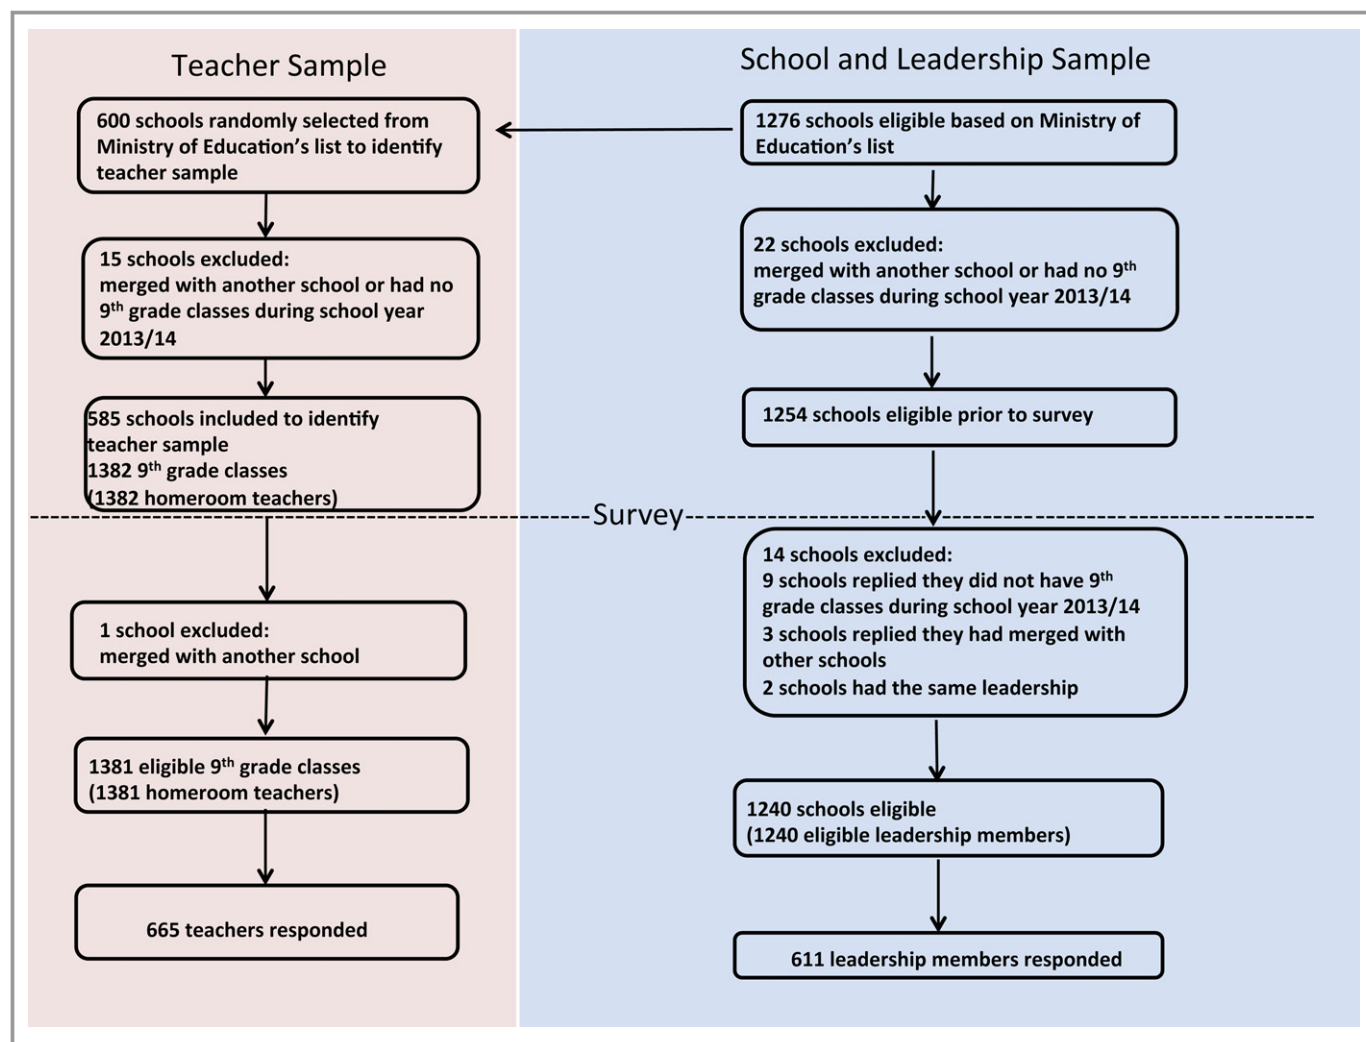 Teacher Sample
600 schools randomly selected from
Ministry of Education's list to identify
teacher sample
15 schools excluded:
merged with another school or had no
9th grade classes during school year
2013/14
585 schools included to identify
teacher sample
1382 9th grade classes
(1382 homeroom teachers)
School and Leadership Sample
1276 schools eligible based on Ministry of
Education's list
22 schools excluded:
merged with another school or had no 9th
grade classes during school year 2013/14
1254 schools eligible prior to survey
Survey
1 school excluded:
merged with another school
1381 eligible 9th grade classes
(1381 homeroom teachers)
665 teachers responded
14 schools excluded:
9 schools replied they did not have 9th
grade classes during school year 2013/14
3 schools replied they had merged with
other schools
2 schools had the same leadership
1240 schools eligible
(1240 eligible leadership members)
611 leadership members responded